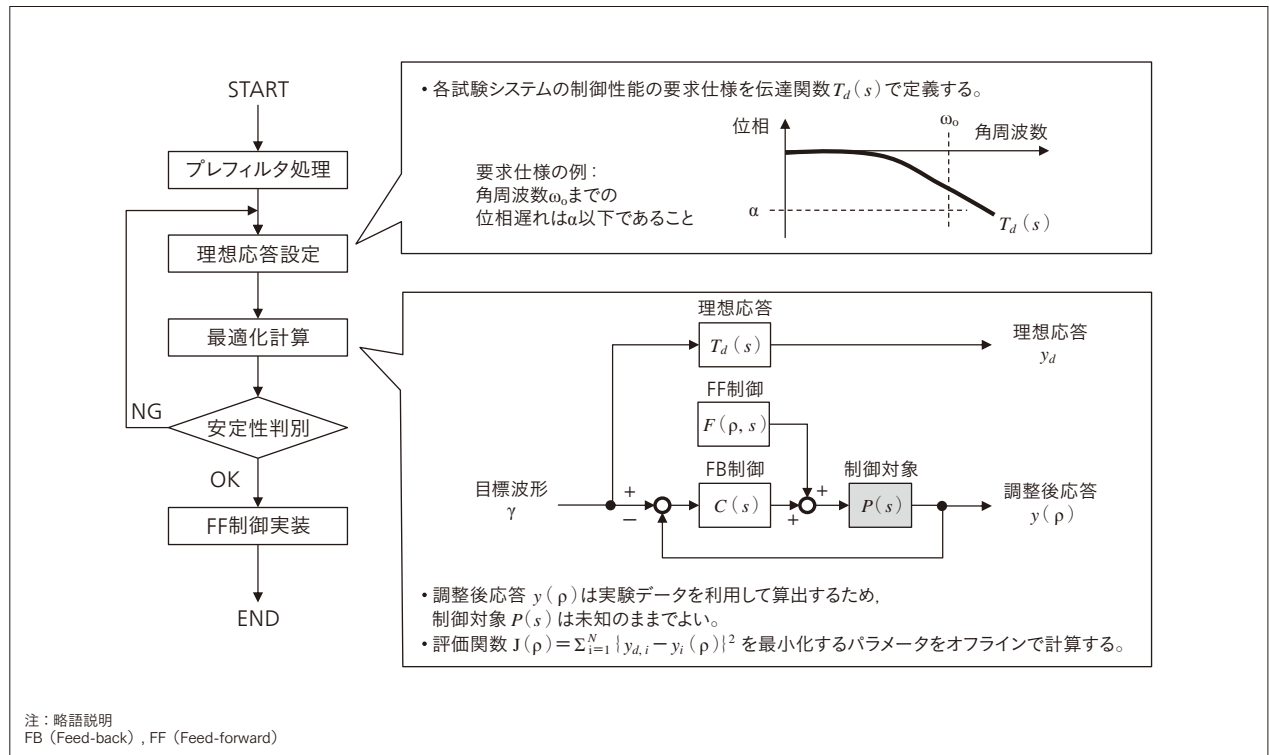 START
プレフィルタ処理
理想応答設定
最適化計算
NG
安定性判別
OK
FF制御実装
END
• 各試験システムの制御性能の要求仕様を伝達関数T_d(s)で定義する。
位相
ω₀
角周波数
要求仕様の例：
角周波数ω₀までの
位相遅れはα以下であること
α
T_d(s)
理想応答
T_d(s)
理想応答
y_d
FF制御
F(ρ, s)
FB制御
制御対象
目標波形
γ
+
−
C(s)
+
+
P(s)
調整後応答
y(ρ)
• 調整後応答 y(ρ)は実験データを利用して算出するため,
制御対象 P(s)は未知のままでよい。
• 評価関数 J(ρ)=Σ_{i=1}^{N}{y_{d, i}−y_i(ρ)}² を最小化するパラメータをオフラインで計算する。
注：略語説明
FB（Feed-back）, FF（Feed-forward）